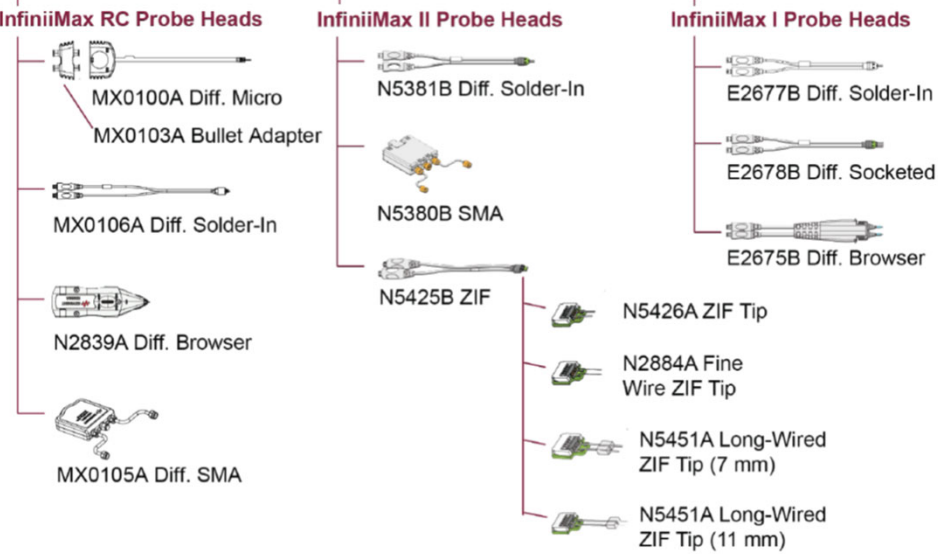 InfiniiMax RC Probe Heads
MX0100A Diff. Micro
MX0103A Bullet Adapter
MX0106A Diff. Solder-In
N2839A Diff. Browser
MX0105A Diff. SMA
InfiniiMax II Probe Heads
N5381B Diff. Solder-In
N5380B SMA
N5425B ZIF
N5426A ZIF Tip
N2884A Fine
Wire ZIF Tip
N5451A Long-Wired
ZIF Tip (7 mm)
N5451A Long-Wired
ZIF Tip (11 mm)
InfiniiMax I Probe Heads
E2677B Diff. Solder-In
E2678B Diff. Socketed
E2675B Diff. Browser